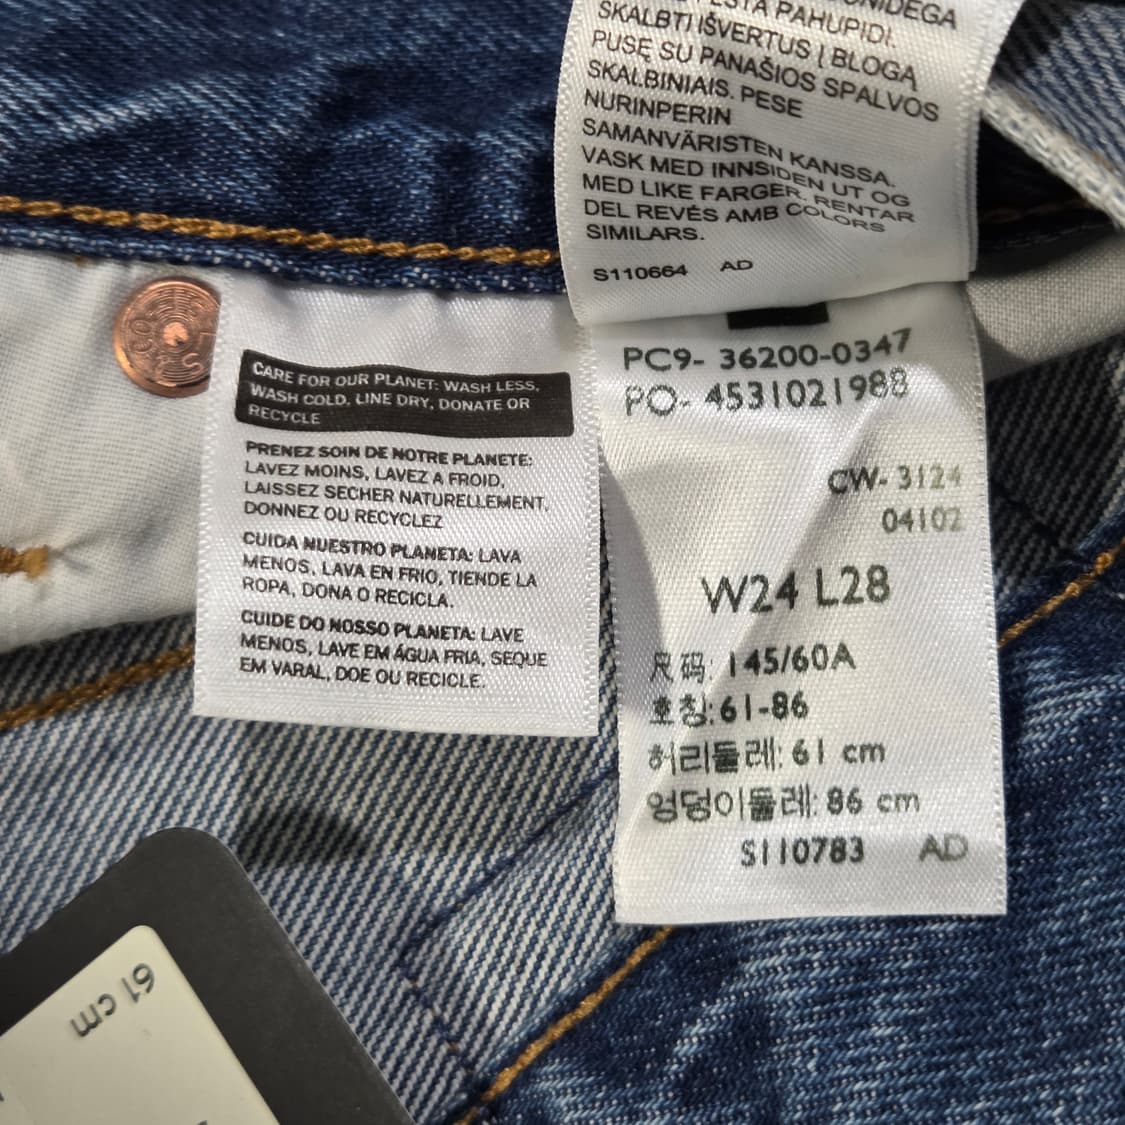 SKALBTI IŠVERTUS Į BLOGĄ
PUSĘ SU PANAŠIOS SPALVOS
SKALBINIAIS. PESE
NURINPERIN
SAMANVÄRISTEN KANSSA.
VASK MED INNSIDEN UT OG
MED LIKE FARGER. RENTAR
DEL REVÉS AMB COLORS
SIMILARS.
S110664 AD
CARE FOR OUR PLANET: WASH LESS,
WASH COLD, LINE DRY, DONATE OR
RECYCLE
PRENEZ SOIN DE NOTRE PLANETE:
LAVEZ MOINS, LAVEZ A FROID,
LAISSEZ SECHER NATURELLEMENT,
DONNEZ OU RECYCLEZ
CUIDA NUESTRO PLANETA: LAVA
MENOS, LAVA EN FRIO, TIENDE LA
ROPA, DONA O RECICLA.
CUIDE DO NOSSO PLANETA: LAVE
MENOS, LAVE EM ÁGUA FRIA, SEQUE
EM VARAL, DOE OU RECICLE.
PC9- 36200-0347
PO- 4531021988
CW- 3124
04102
W24 L28
尺码: 145/60A
호칭:61-86
허리둘레: 61 cm
엉덩이둘레: 86 cm
S110783 AD
61 cm